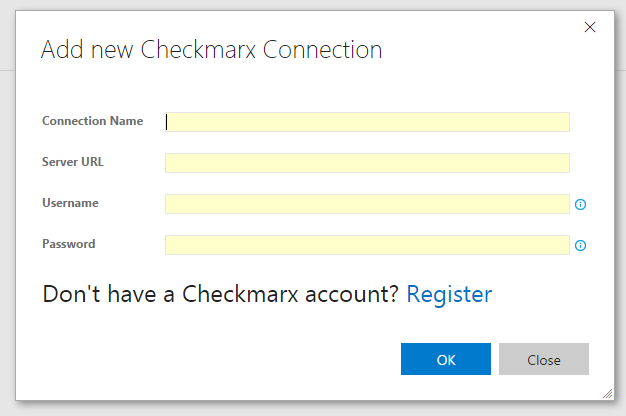 Add new Checkmarx Connection
Connection Name
Server URL
Username
Password
Don't have a Checkmarx account? Register
OK Close